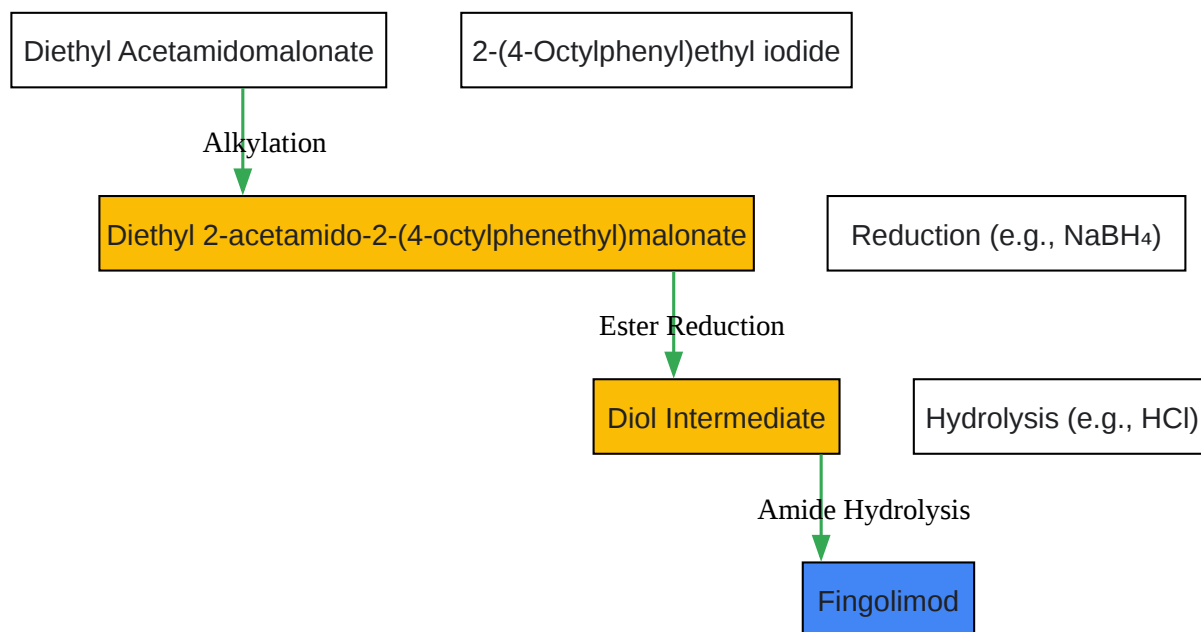 Diethyl Acetamidomalonate
2-(4-Octylphenyl)ethyl iodide
Alkylation
Diethyl 2-acetamido-2-(4-octylphenethyl)malonate
Reduction (e.g., NaBH₄)
Ester Reduction
Diol Intermediate
Hydrolysis (e.g., HCl)
Amide Hydrolysis
Fingolimod